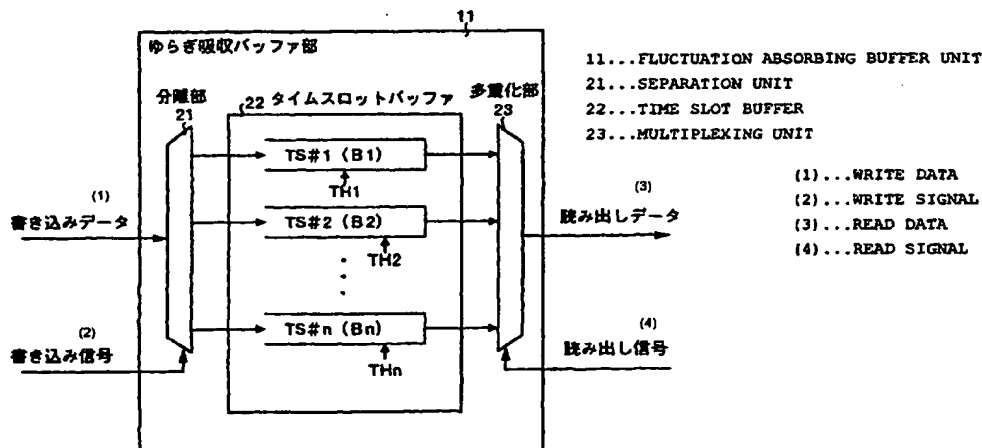 11
ゆらぎ吸収バッファ部
分離部
21
22 タイムスロットバッファ
多重化部
23
TS#1 (B1)
TH1
TS#2 (B2)
TH2
TS#n (Bn)
THn
(1)
書き込みデータ
(2)
書き込み信号
(3)
読み出しデータ
(4)
読み出し信号
11...FLUCTUATION ABSORBING BUFFER UNIT
21...SEPARATION UNIT
22...TIME SLOT BUFFER
23...MULTIPLEXING UNIT
(1)...WRITE DATA
(2)...WRITE SIGNAL
(3)...READ DATA
(4)...READ SIGNAL